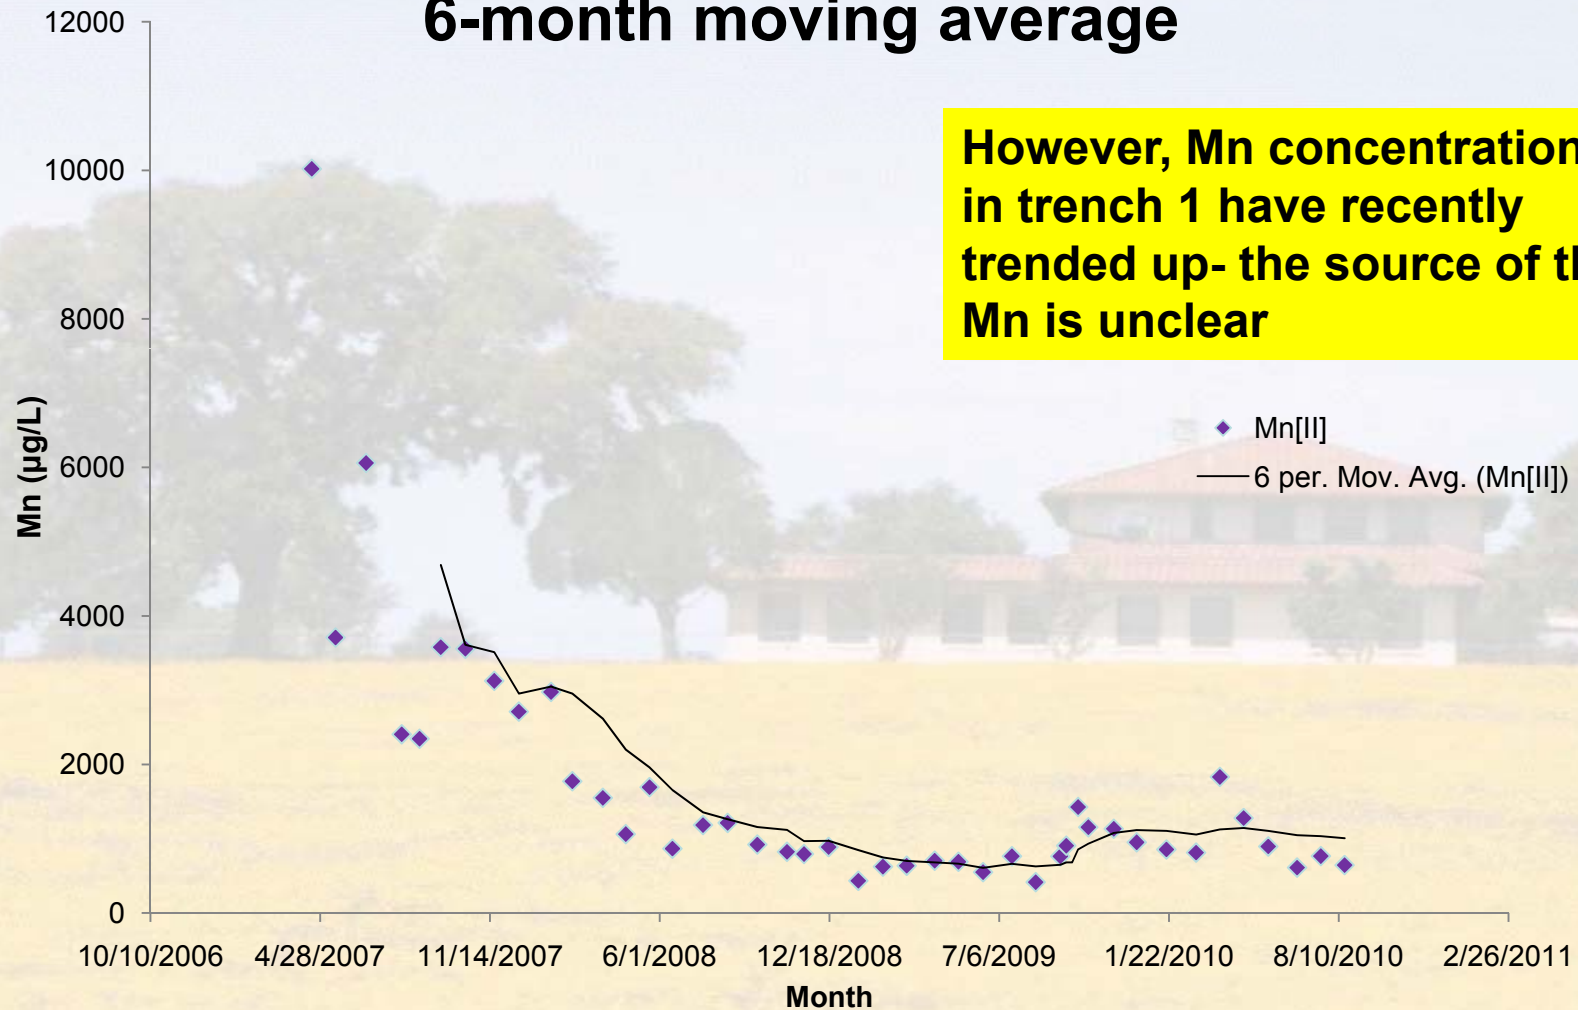 6-month moving average
However, Mn concentration
in trench 1 have recently
trended up- the source of th
Mn is unclear
Mn[II]
6 per. Mov. Avg. (Mn[II])
Mn (µg/L)
12000
10000
8000
6000
4000
2000
0
10/10/2006 4/28/2007 11/14/2007 6/1/2008 12/18/2008 7/6/2009 1/22/2010 8/10/2010 2/26/2011
Month